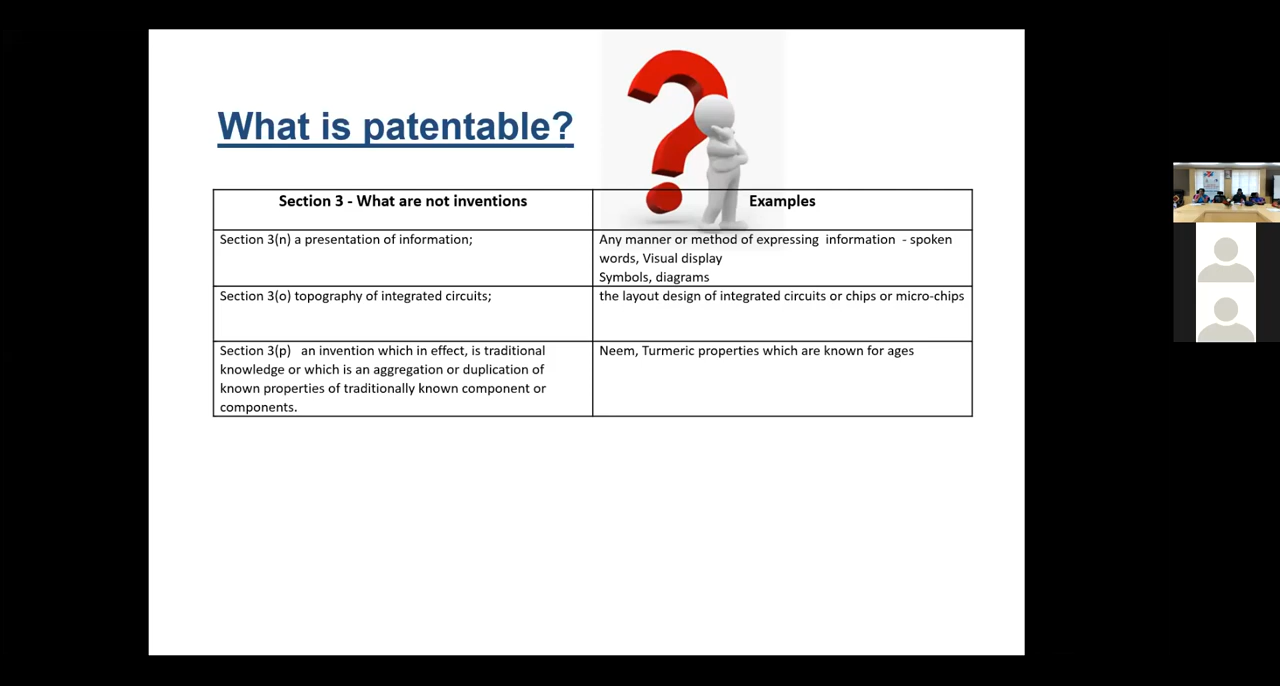 What is patentable?
Section 3 - What are not inventions
Examples
Section 3(n) a presentation of information;
Any manner or method of expressing  information  - spoken
words, Visual display
Symbols, diagrams
Section 3(o) topography of integrated circuits;
the layout design of integrated circuits or chips or micro-chips
Section 3(p)   an invention which in effect, is traditional
knowledge or which is an aggregation or duplication of
known properties of traditionally known component or
components.
Neem, Turmeric properties which are known for ages